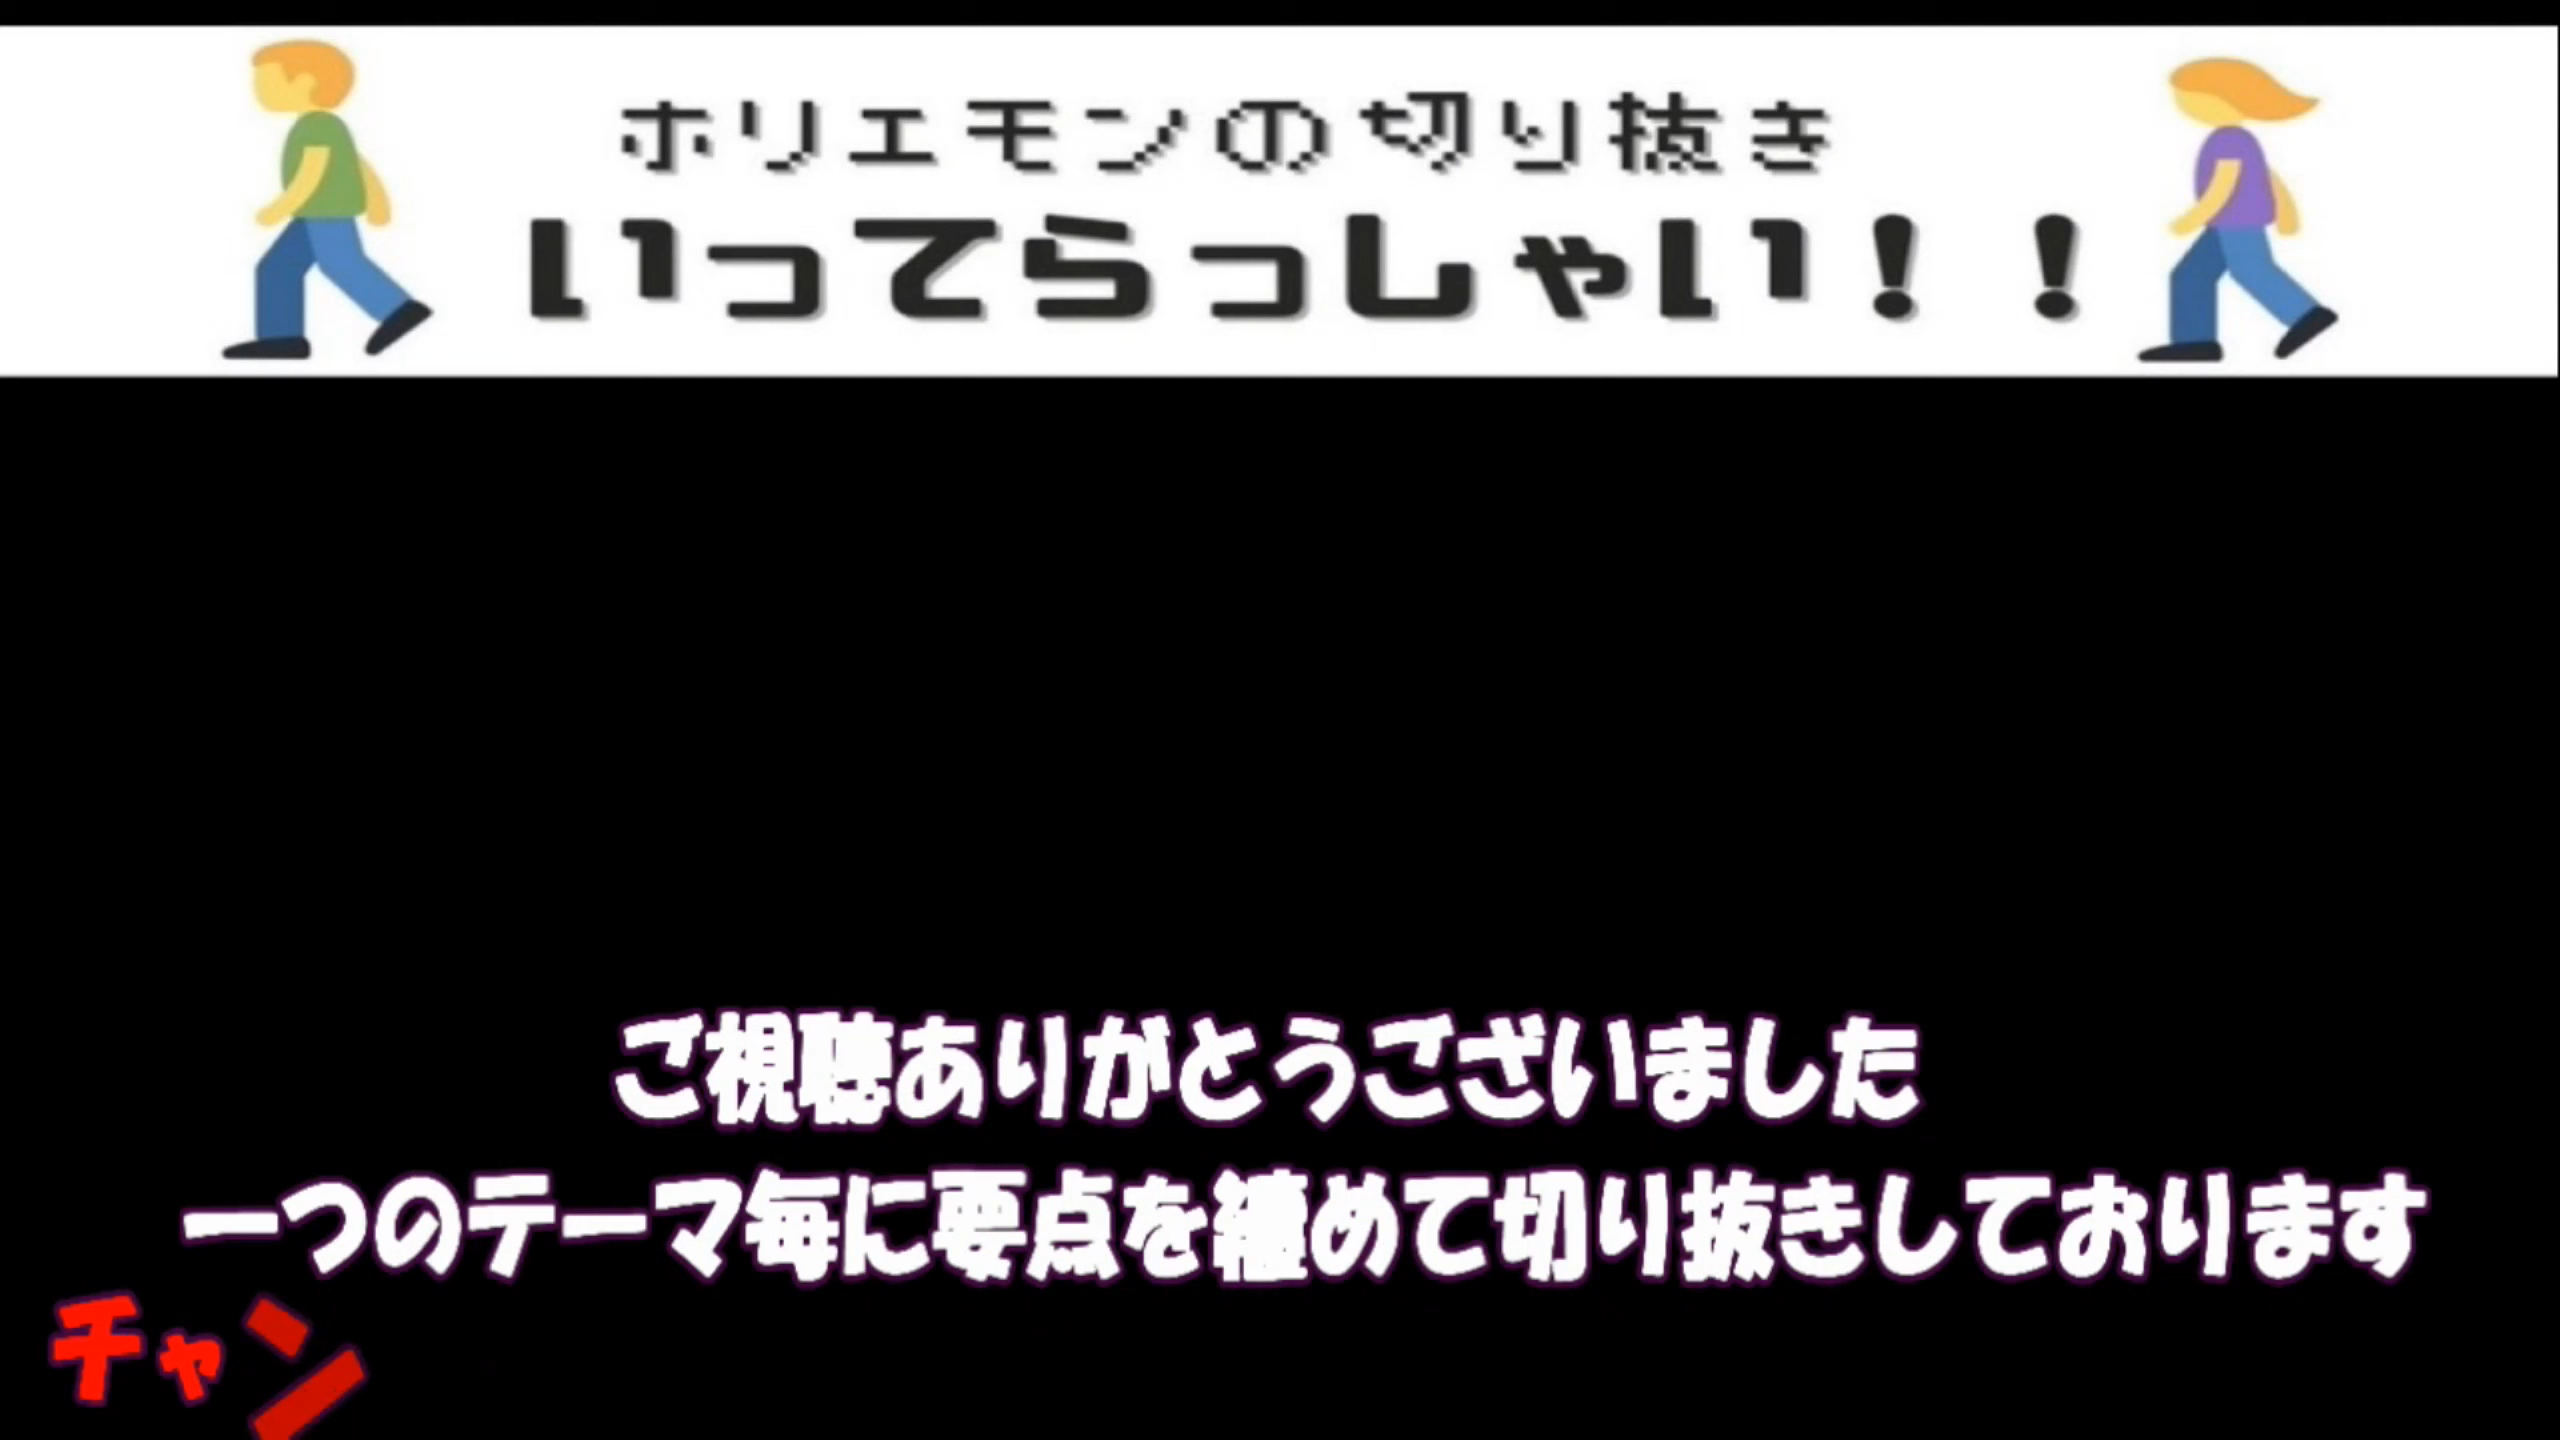 ホリエモンの切り抜き
いってらっしゃい！！
ご視聴ありがとうございました
一つのテーマ毎に要点を纏めて切り抜きしております
チャン